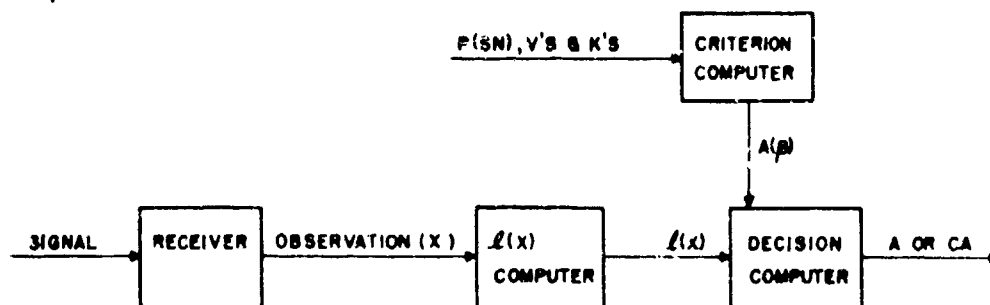 P(SN), V'S & K'S
CRITERION
COMPUTER
A(β)
SIGNAL
RECEIVER
OBSERVATION (X)
ℓ(X)
COMPUTER
ℓ(X)
DECISION
COMPUTER
A OR CA